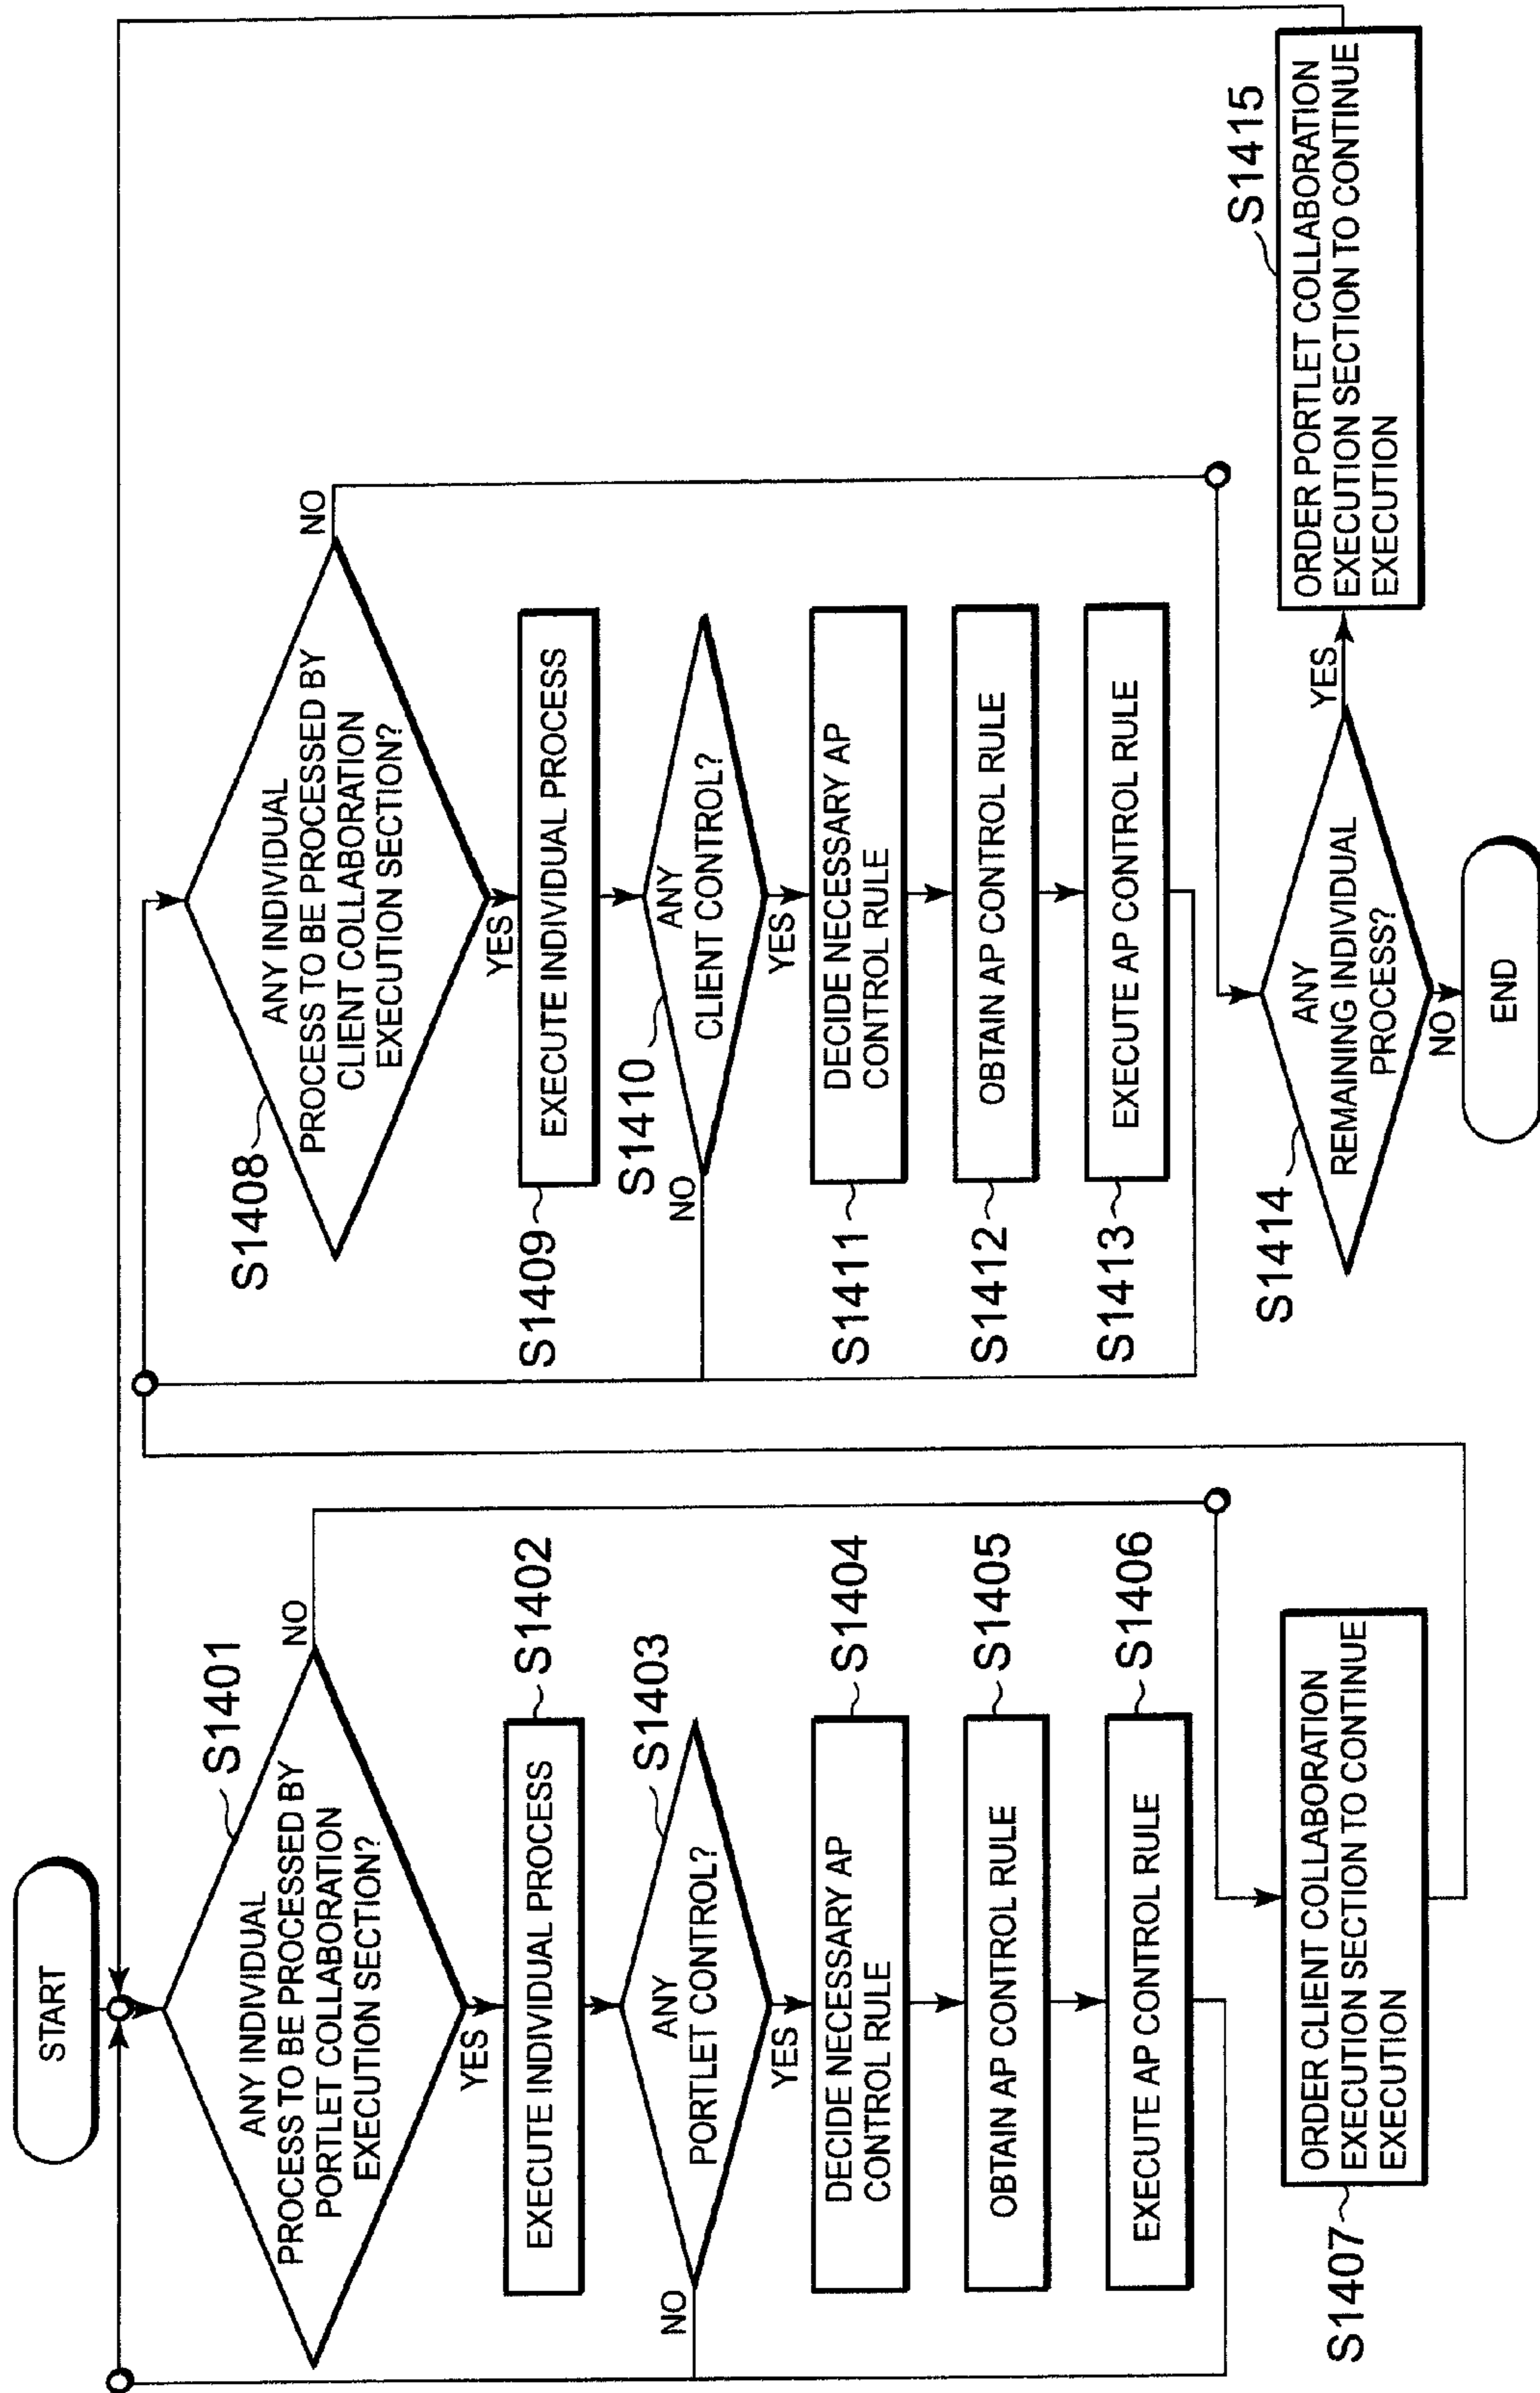 START
ANY INDIVIDUAL
PROCESS TO BE PROCESSED BY
PORTLET COLLABORATION
EXECUTION SECTION?
S1401
NO
YES
EXECUTE INDIVIDUAL PROCESS
S1402
ANY
PORTLET CONTROL?
S1403
NO
YES
DECIDE NECESSARY AP
CONTROL RULE
S1404
OBTAIN AP CONTROL RULE
S1405
EXECUTE AP CONTROL RULE
S1406
ORDER CLIENT COLLABORATION
EXECUTION SECTION TO CONTINUE
EXECUTION
S1407
ANY INDIVIDUAL
PROCESS TO BE PROCESSED BY
CLIENT COLLABORATION
EXECUTION SECTION?
S1408
NO
YES
EXECUTE INDIVIDUAL PROCESS
S1409
ANY
CLIENT CONTROL?
S1410
NO
YES
DECIDE NECESSARY AP
CONTROL RULE
S1411
OBTAIN AP CONTROL RULE
S1412
EXECUTE AP CONTROL RULE
S1413
ANY
REMAINING INDIVIDUAL
PROCESS?
S1414
YES
NO
ORDER PORTLET COLLABORATION
EXECUTION SECTION TO CONTINUE
EXECUTION
S1415
END